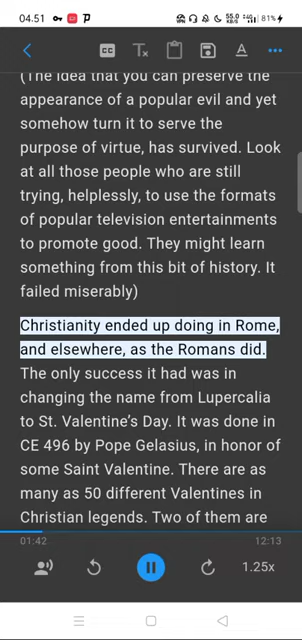 04.51
55.0
KB/S
4G
81%
CC
(The idea that you can preserve the
appearance of a popular evil and yet
somehow turn it to serve the
purpose of virtue, has survived. Look
at all those people who are still
trying, helplessly, to use the formats
of popular television entertainments
to promote good. They might learn
something from this bit of history. It
failed miserably)
Christianity ended up doing in Rome,
and elsewhere, as the Romans did.
The only success it had was in
changing the name from Lupercalia
to St. Valentine’s Day. It was done in
CE 496 by Pope Gelasius, in honor of
some Saint Valentine. There are as
many as 50 different Valentines in
Christian legends. Two of them are
01:42
12:13
1.25x